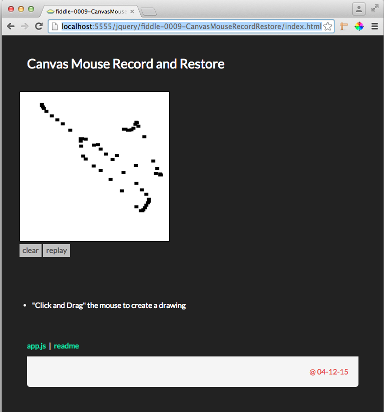 fiddle-0009-CanvasMous
localhost:5555/jquery/fiddle-0009-CanvasMouseRecordRestore/index.html
Canvas Mouse Record and Restore
clear replay
"Click and Drag" the mouse to create a drawing
app.js | readme
@ 04-12-15